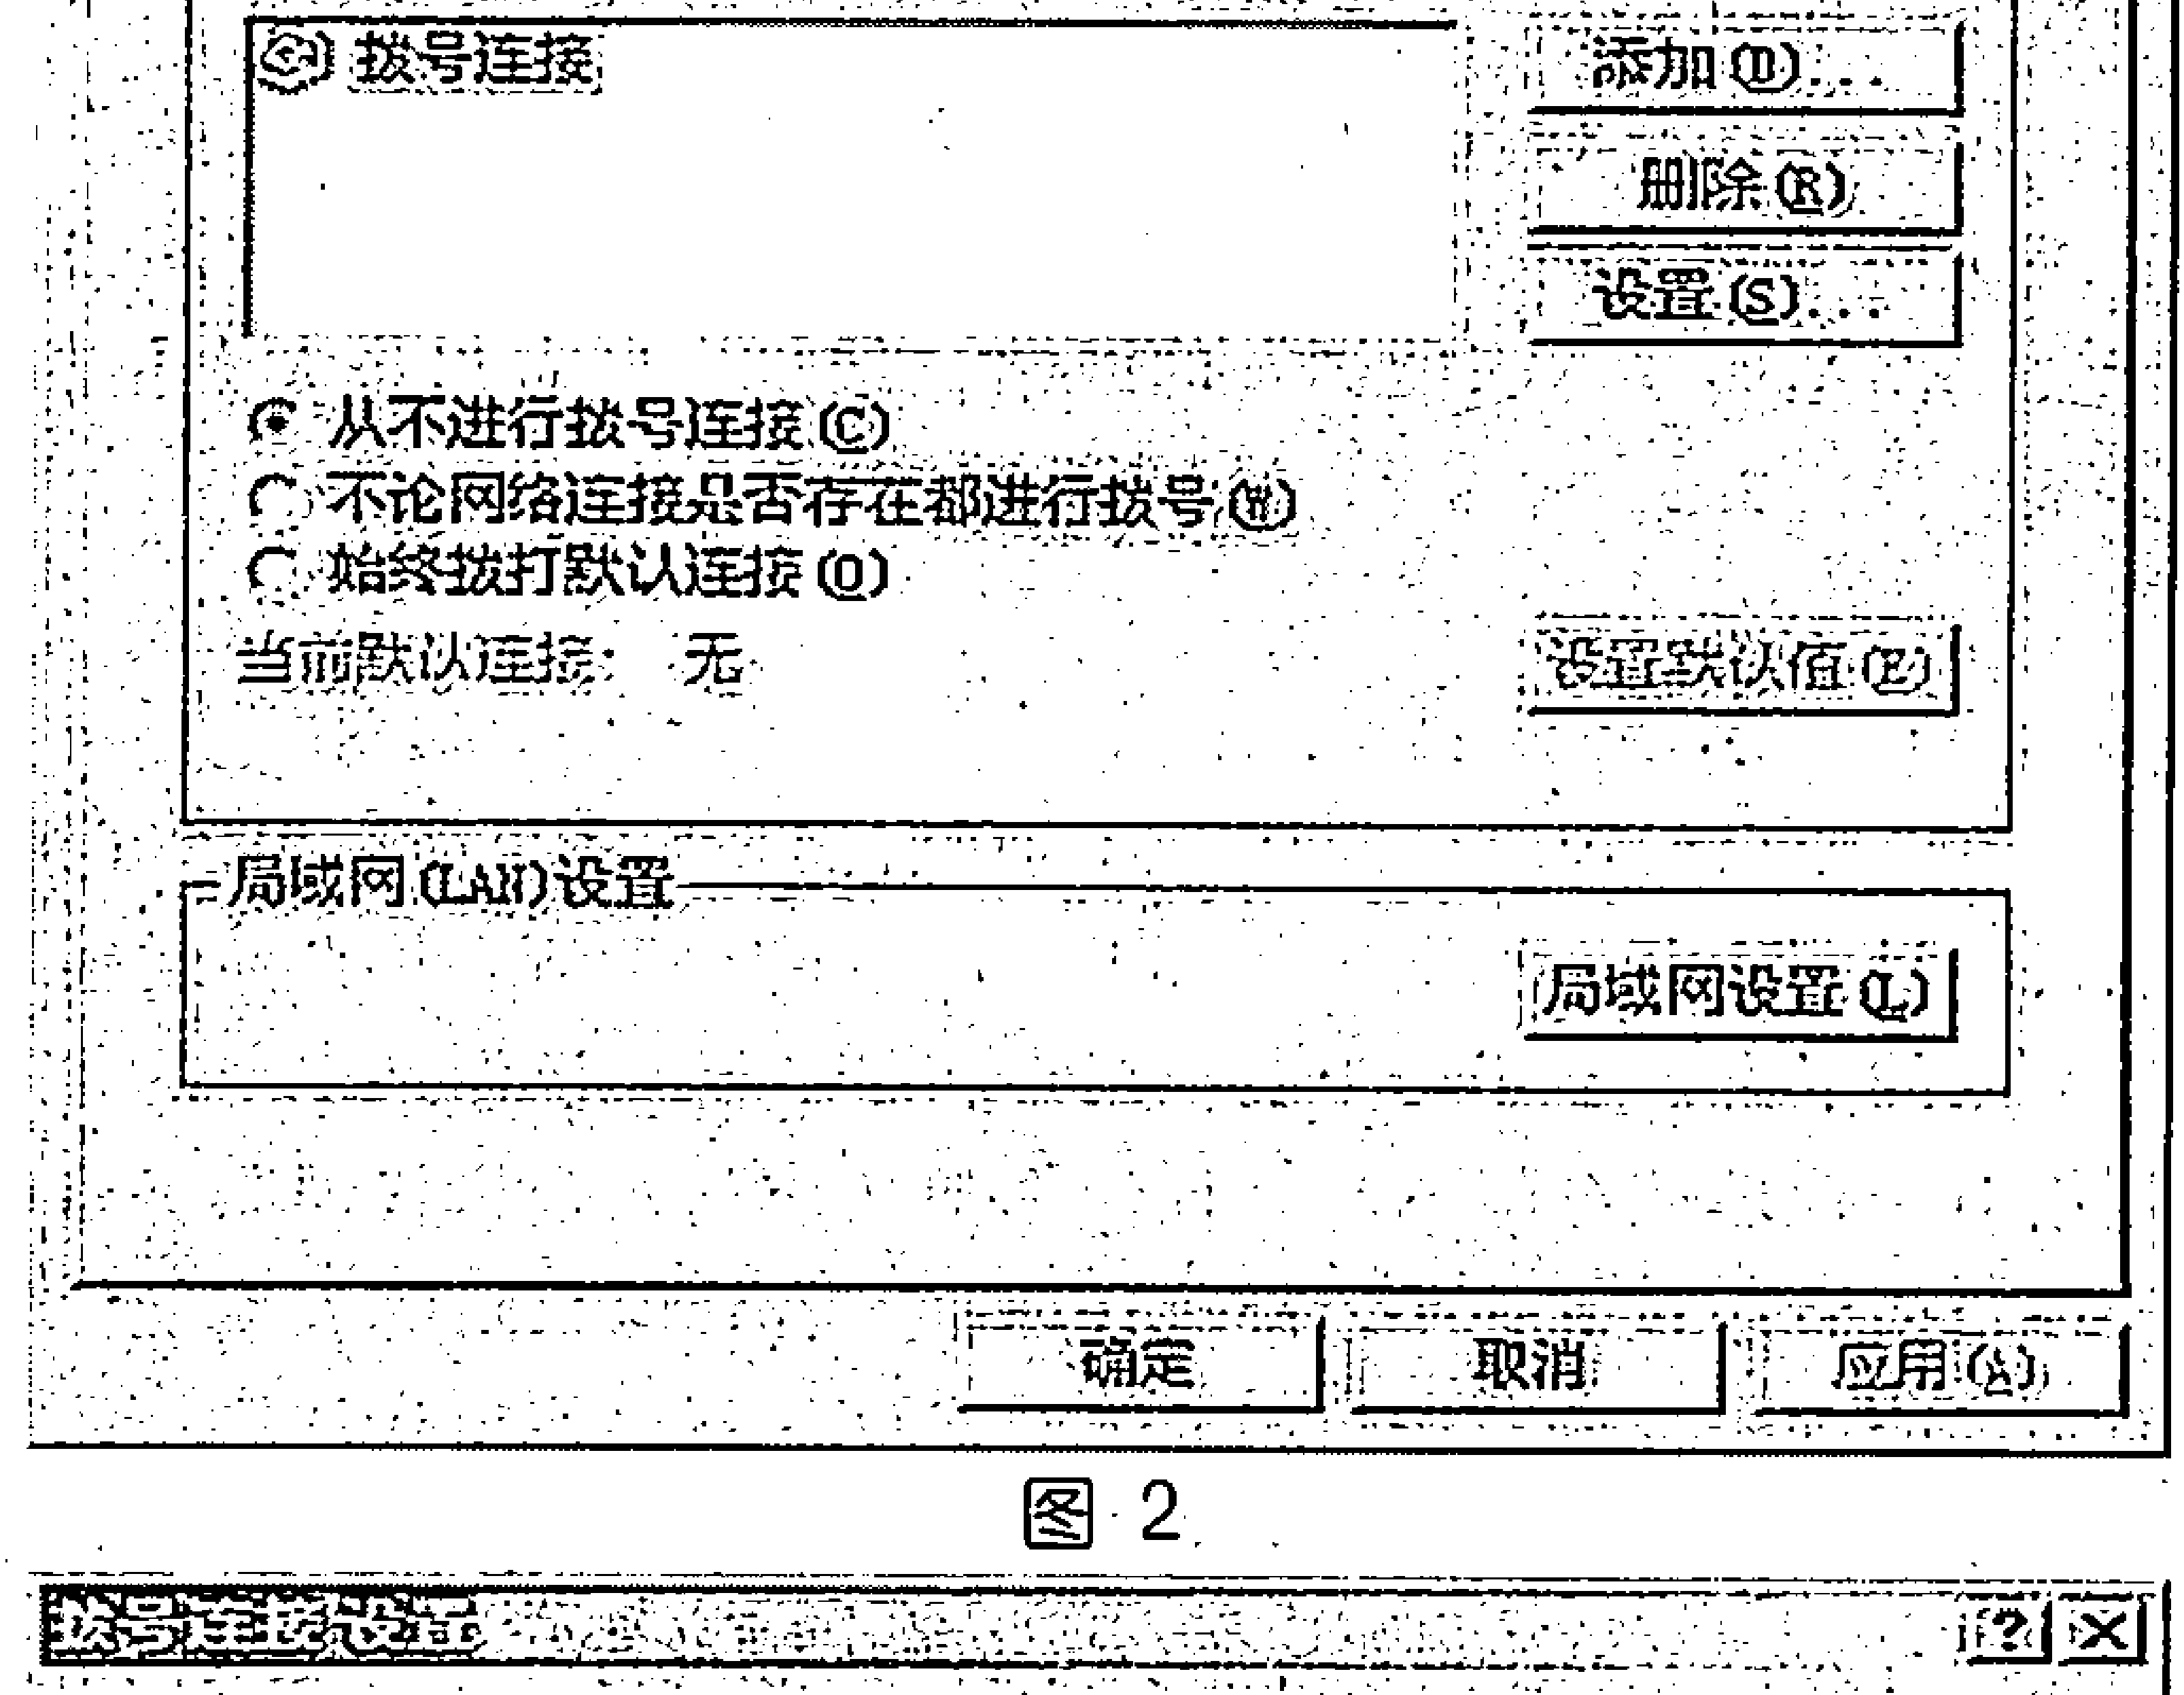 拨号连接
添加(D)...
删除(R)
设置(S)...
从不进行拨号连接(C)
不论网络连接是否存在都进行拨号(W)
始终拨打默认连接(O)
当前默认连接: 无
设置默认值(E)
局域网(LAN)设置
局域网设置(L)
确定 取消 应用(A)
图 2
拨号连接设置